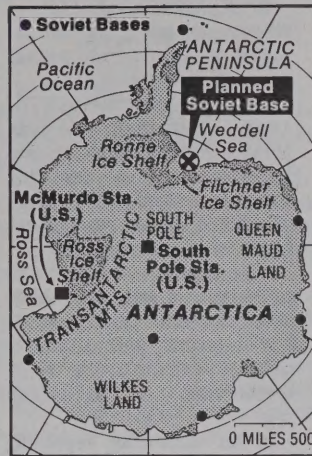 ● Soviet Bases
ANTARCTIC
PENINSULA
Pacific
Ocean
Planned
Soviet Base
Weddell
Sea
Ronne
Ice Shelf
Filchner
Ice Shelf
McMurdo Sta.
(U.S.)
Ross Sea
Ross
Ice
Shelf
TRANSANTARCTIC
MTS.
SOUTH
POLE
South
Pole Sta.
(U.S.)
QUEEN
MAUD
LAND
ANTARCTICA
WILKES
LAND
0 MILES 500